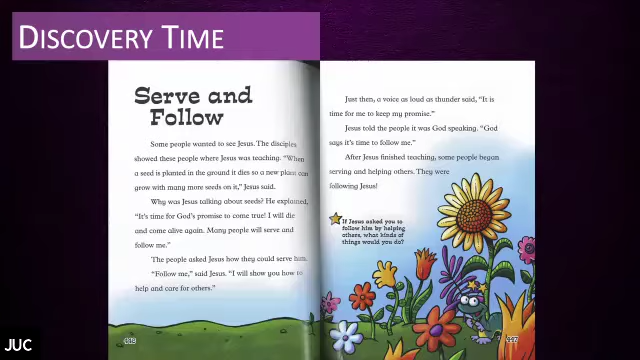 DISCOVERY TIME
Serve and
Follow
Some people wanted to see Jesus. The disciples
showed these people where Jesus was teaching. "When
a seed is planted in the ground it dies so a new plant can
grow with many more seeds on it," Jesus said.
Why was Jesus talking about seeds? He explained,
"It's time for God's promise to come true! I will die
and come alive again. Many people will serve and
follow me."
The people asked Jesus how they could serve him.
"Follow me," said Jesus. "I will show you how to
help and care for others."
Just then, a voice as loud as thunder said, "It is
time for me to keep my promise."
Jesus told the people it was God speaking. "God
says it's time to follow me."
After Jesus finished teaching, some people began
serving and helping others. They were
following Jesus!
If Jesus asked you to
follow him by helping
others, what kinds of
things would you do?
JUC